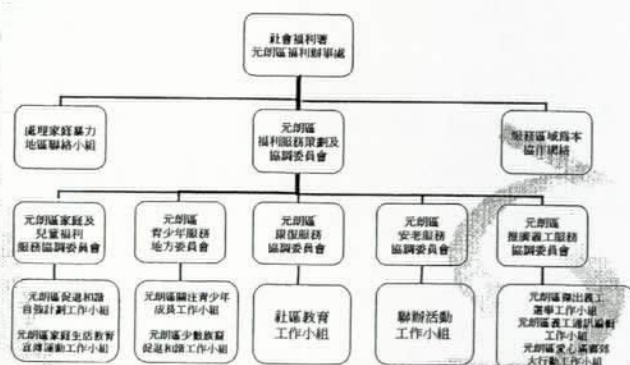 社會福利署
元朗區福利辦事處
處理家庭暴力
地區聯絡小組
元朗區
福利服務策劃及
協調委員會
服務區域為本
協作網絡
元朗區家庭及
兒童福利
服務協調委員會
元朗區
青少年服務
地方委員會
元朗區
康復服務
協調委員會
元朗區
安老服務
協調委員會
元朗區
推廣義工服務
協調委員會
元朗區促進和諧
自強計劃工作小組
元朗區家庭生活教育
宣傳運動工作小組
元朗區關注青少年
成員工作小組
元朗區少數族裔
促進和諧工作小組
社區教育
工作小組
聯辦活動
工作小組
元朗區傑出義工
選舉工作小組
元朗區義工通訊編輯
工作小組
元朗區愛心區鄉郊
大行動工作小組